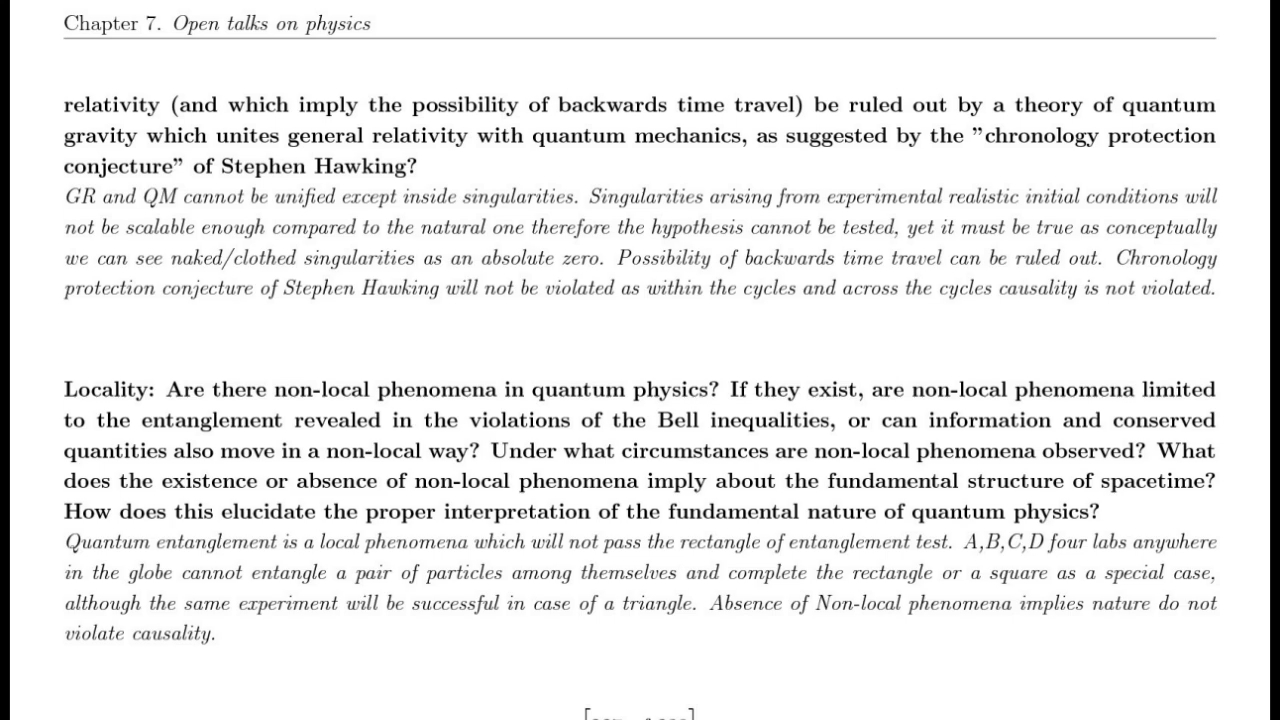 Chapter 7. Open talks on physics
relativity (and which imply the possibility of backwards time travel) be ruled out by a theory of quantum
gravity which unites general relativity with quantum mechanics, as suggested by the ”chronology protection
conjecture” of Stephen Hawking?
GR and QM cannot be unified except inside singularities. Singularities arising from experimental realistic initial conditions will
not be scalable enough compared to the natural one therefore the hypothesis cannot be tested, yet it must be true as conceptually
we can see naked/clothed singularities as an absolute zero. Possibility of backwards time travel can be ruled out. Chronology
protection conjecture of Stephen Hawking will not be violated as within the cycles and across the cycles causality is not violated.
Locality: Are there non-local phenomena in quantum physics? If they exist, are non-local phenomena limited
to the entanglement revealed in the violations of the Bell inequalities, or can information and conserved
quantities also move in a non-local way? Under what circumstances are non-local phenomena observed? What
does the existence or absence of non-local phenomena imply about the fundamental structure of spacetime?
How does this elucidate the proper interpretation of the fundamental nature of quantum physics?
Quantum entanglement is a local phenomena which will not pass the rectangle of entanglement test. A,B,C,D four labs anywhere
in the globe cannot entangle a pair of particles among themselves and complete the rectangle or a square as a special case,
although the same experiment will be successful in case of a triangle. Absence of Non-local phenomena implies nature do not
violate causality.